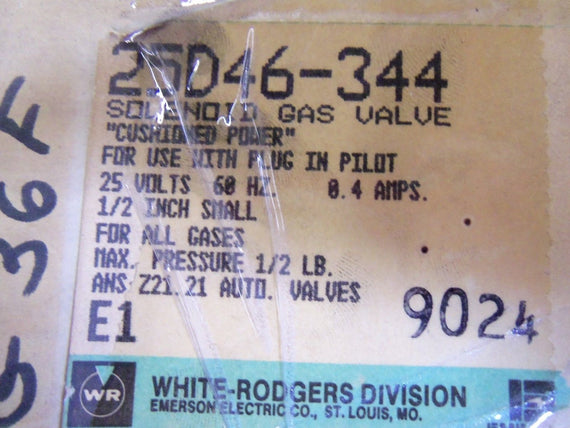 25D46-344
SOLENOID GAS VALVE
"CUSHIONED POWER"
FOR USE WITH PLUG IN PILOT
25 VOLTS 60 HZ. 0.4 AMPS.
1/2 INCH SMALL
FOR ALL GASES
MAX. PRESSURE 1/2 LB.
ANS Z21.21 AUTO. VALVES
E1 9024
WR WHITE-RODGERS DIVISION
EMERSON ELECTRIC CO., ST. LOUIS, MO.
36F